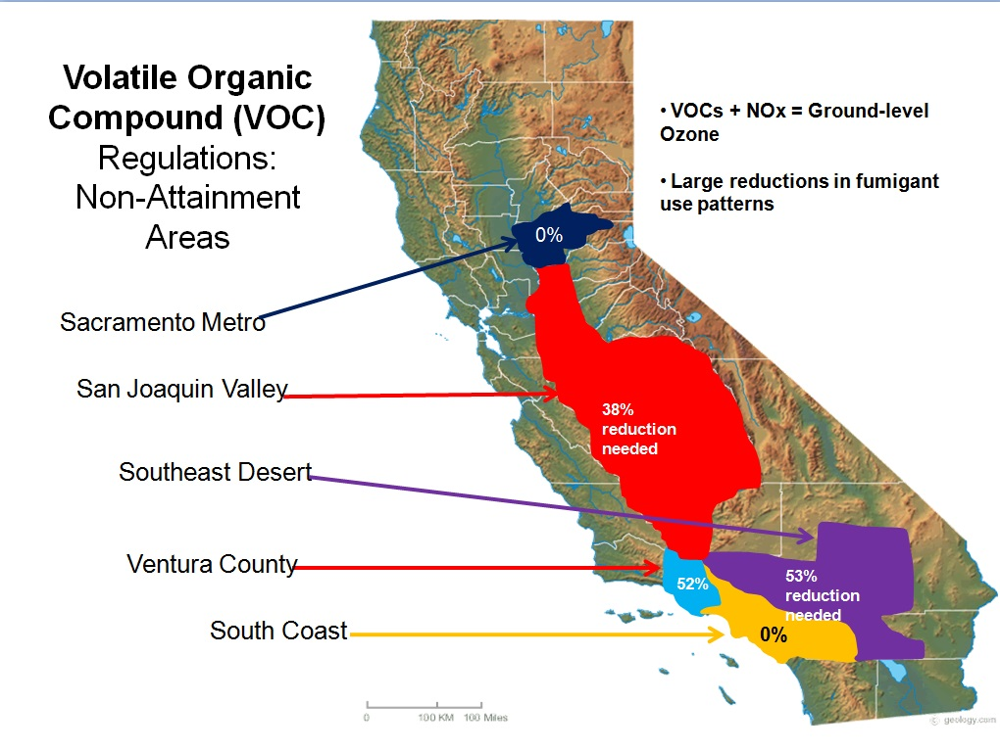 Volatile Organic
Compound (VOC)
Regulations:
Non-Attainment
Areas
• VOCs + NOx = Ground-level
Ozone
• Large reductions in fumigant
use patterns
0%
Sacramento Metro
San Joaquin Valley
38%
reduction
needed
Southeast Desert
Ventura County
52%
53%
reduction
needed
South Coast
0%
0 100 KM 100 Miles
© geology.com